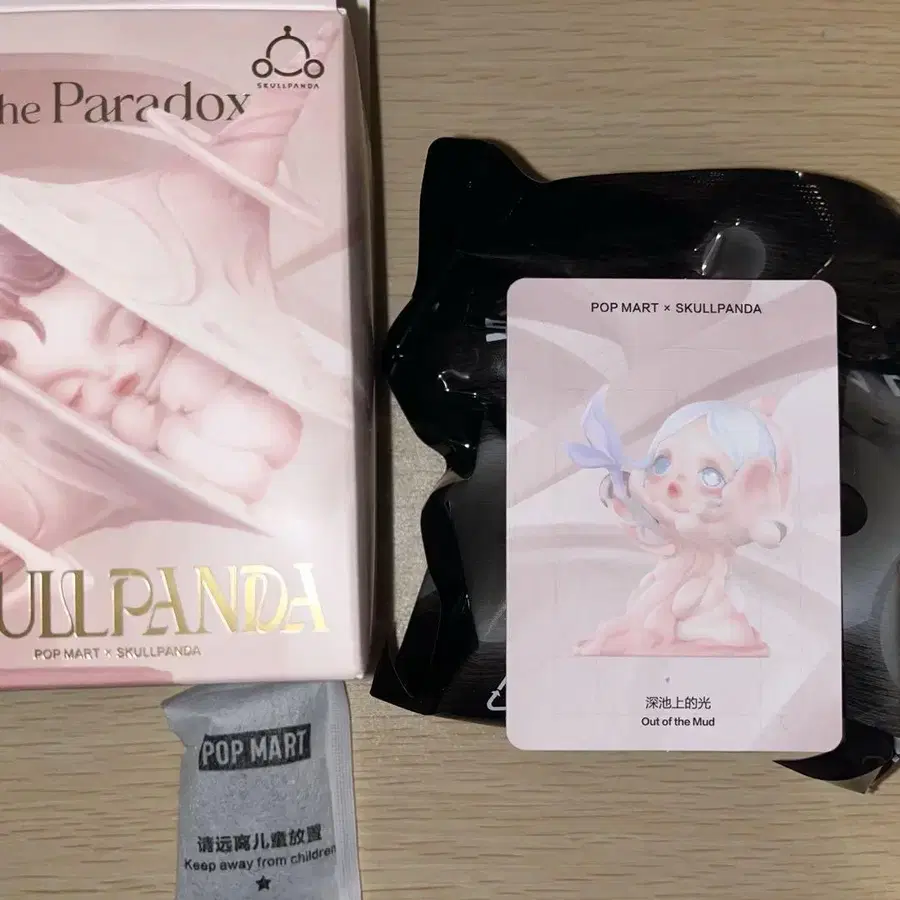 SKULLPANDA
he Paradox
ULLPANDA
POP MART × SKULLPANDA
POP MART × SKULLPANDA
深池上的光
Out of the Mud
POP MART
请远离儿童放置
Keep away from children